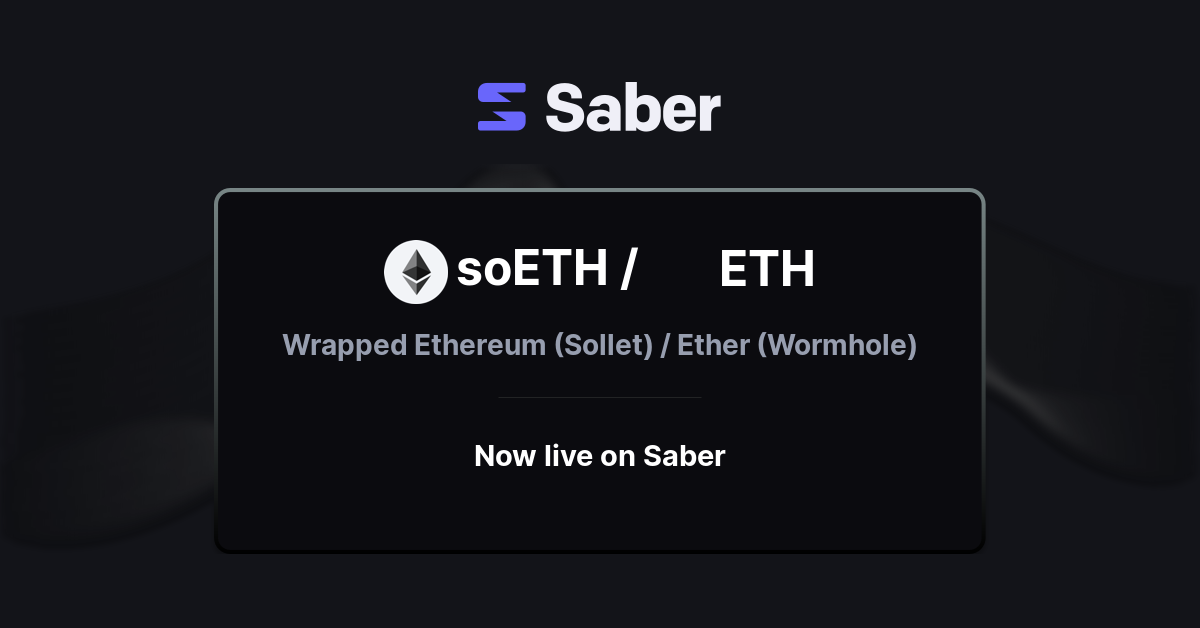 Saber
soETH / ETH
Wrapped Ethereum (Sollet) / Ether (Wormhole)
Now live on Saber